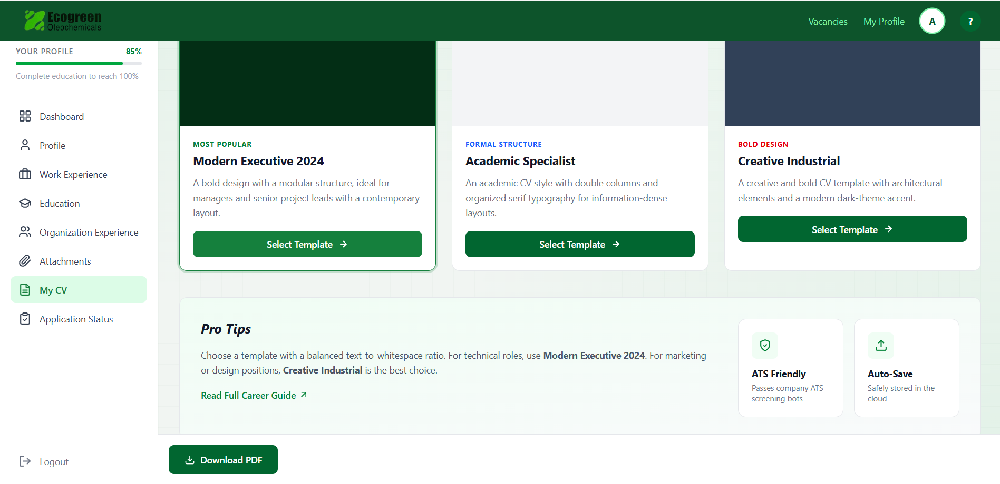 Ecogreen
Oleochemicals
Vacancies
My Profile
A
?
YOUR PROFILE
85%
Complete education to reach 100%
Dashboard
Profile
Work Experience
Education
Organization Experience
Attachments
My CV
Application Status
Logout
MOST POPULAR
Modern Executive 2024
A bold design with a modular structure, ideal for
managers and senior project leads with a contemporary
layout.
Select Template
FORMAL STRUCTURE
Academic Specialist
An academic CV style with double columns and
organized serif typography for information-dense
layouts.
Select Template
BOLD DESIGN
Creative Industrial
A creative and bold CV template with architectural
elements and a modern dark-theme accent.
Select Template
Pro Tips
Choose a template with a balanced text-to-whitespace ratio. For technical roles, use Modern Executive 2024. For marketing
or design positions, Creative Industrial is the best choice.
Read Full Career Guide
ATS Friendly
Passes company ATS
screening bots
Auto-Save
Safely stored in the
cloud
Download PDF